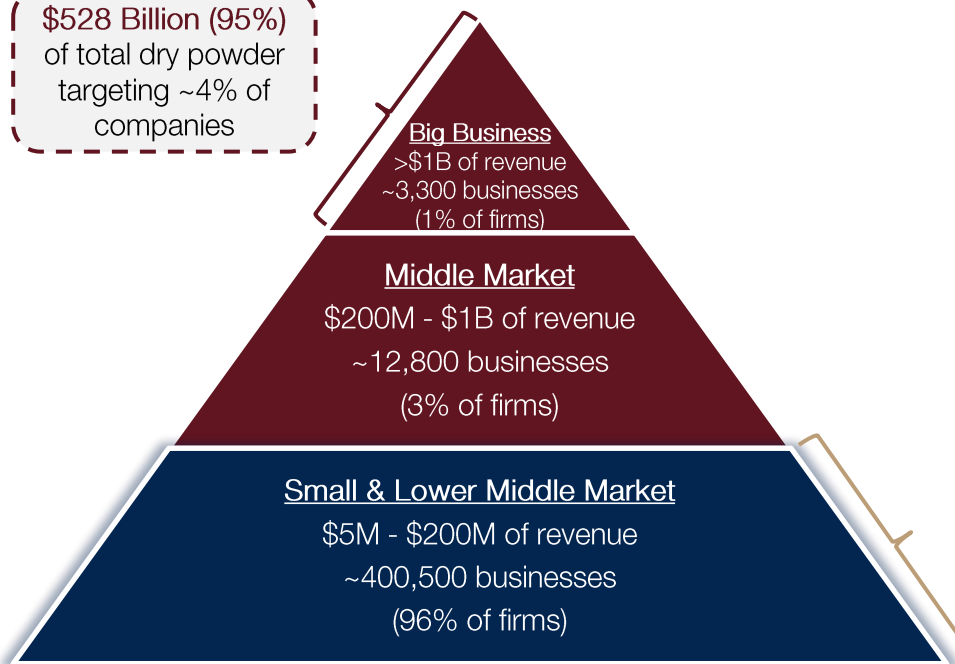 $528 Billion (95%)
of total dry powder
targeting ~4% of
companies
Big Business
>$1B of revenue
~3,300 businesses
(1% of firms)
Middle Market
$200M - $1B of revenue
~12,800 businesses
(3% of firms)
Small & Lower Middle Market
$5M - $200M of revenue
~400,500 businesses
(96% of firms)